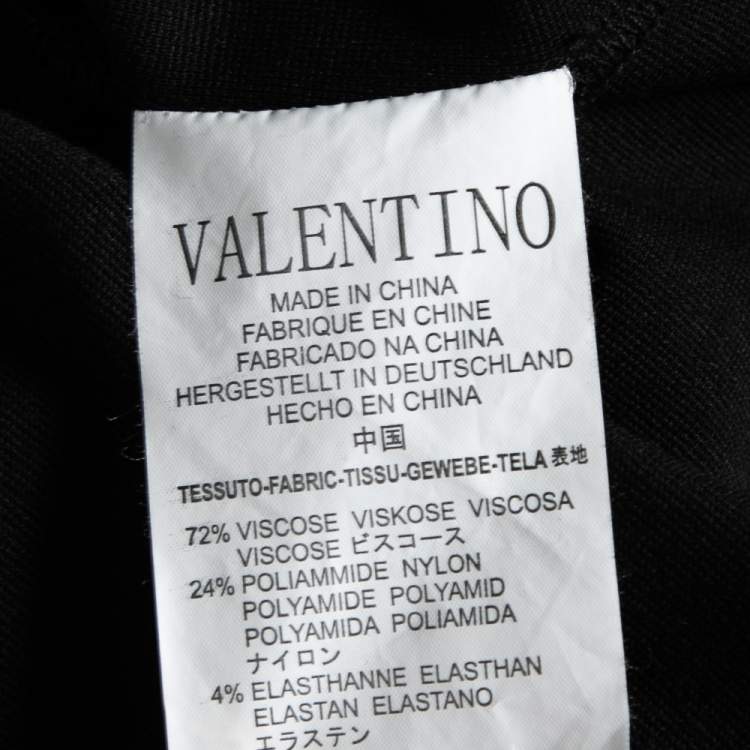 VALENTINO
MADE IN CHINA
FABRIQUE EN CHINE
FABRICADO NA CHINA
HERGESTELLT IN DEUTSCHLAND
HECHO EN CHINA
中国
TESSUTO-FABRIC-TISSU-GEWEBE-TELA 表地
72% VISCOSE VISKOSE VISCOSA
VISCOSE ビスコース
24% POLIAMMIDE NYLON
POLYAMIDE POLYAMID
POLYAMIDA POLIAMIDA
ナイロン
4% ELASTHANNE ELASTHAN
ELASTAN ELASTANO
エラステン